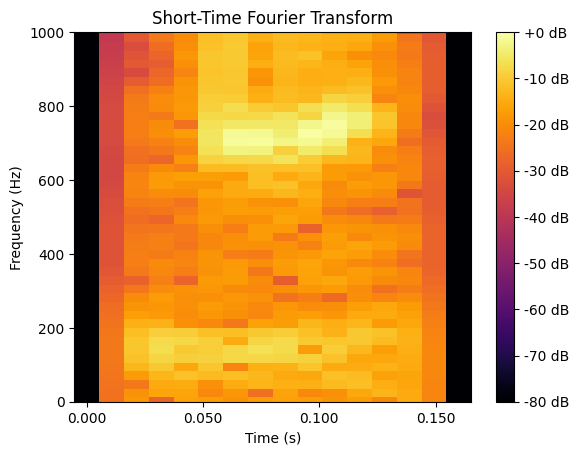 Short-Time Fourier Transform
1000
800
600
400
200
0
Frequency (Hz)
0.000
0.050
0.100
0.150
Time (s)
+0 dB
-10 dB
-20 dB
-30 dB
-40 dB
-50 dB
-60 dB
-70 dB
-80 dB